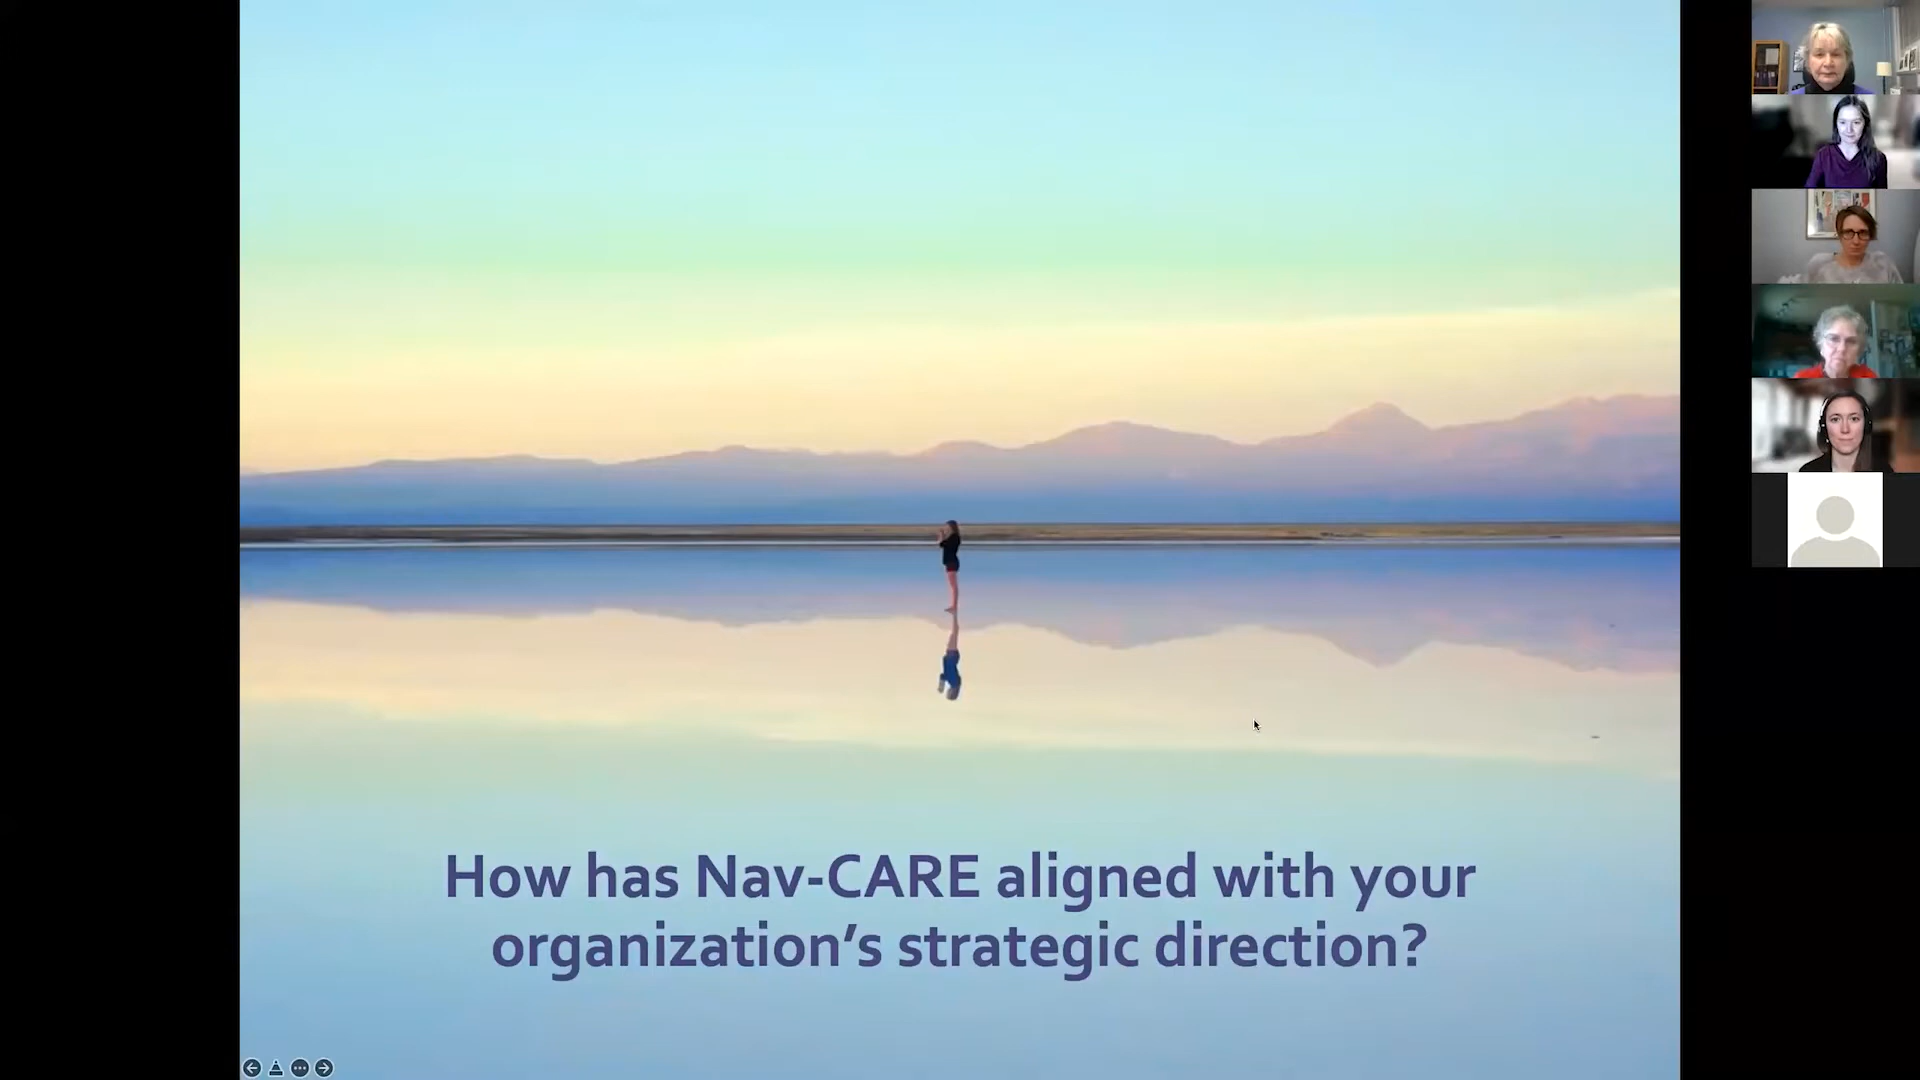 How has Nav-CARE aligned with your
organization’s strategic direction?